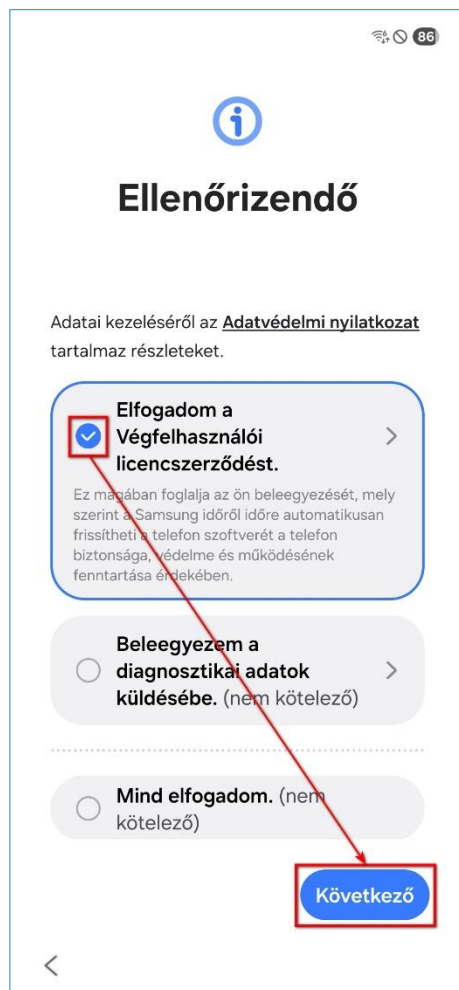 86
Ellenőrizendő
Adatai kezeléséről az Adatvédelmi nyilatkozat
tartalmaz részleteket.
Elfogadom a
Végfelhasználói
licencszerződést.
Ez magában foglalja az ön beleegyezését, mely
szerint a Samsung időről időre automatikusan
frissítheti a telefon szoftverét a telefon
biztonsága, védelme és működésének
fenntartása érdekében.
Beleegyezem a
diagnosztikai adatok
küldésébe. (nem kötelező)
Mind elfogadom. (nem
kötelező)
Következő